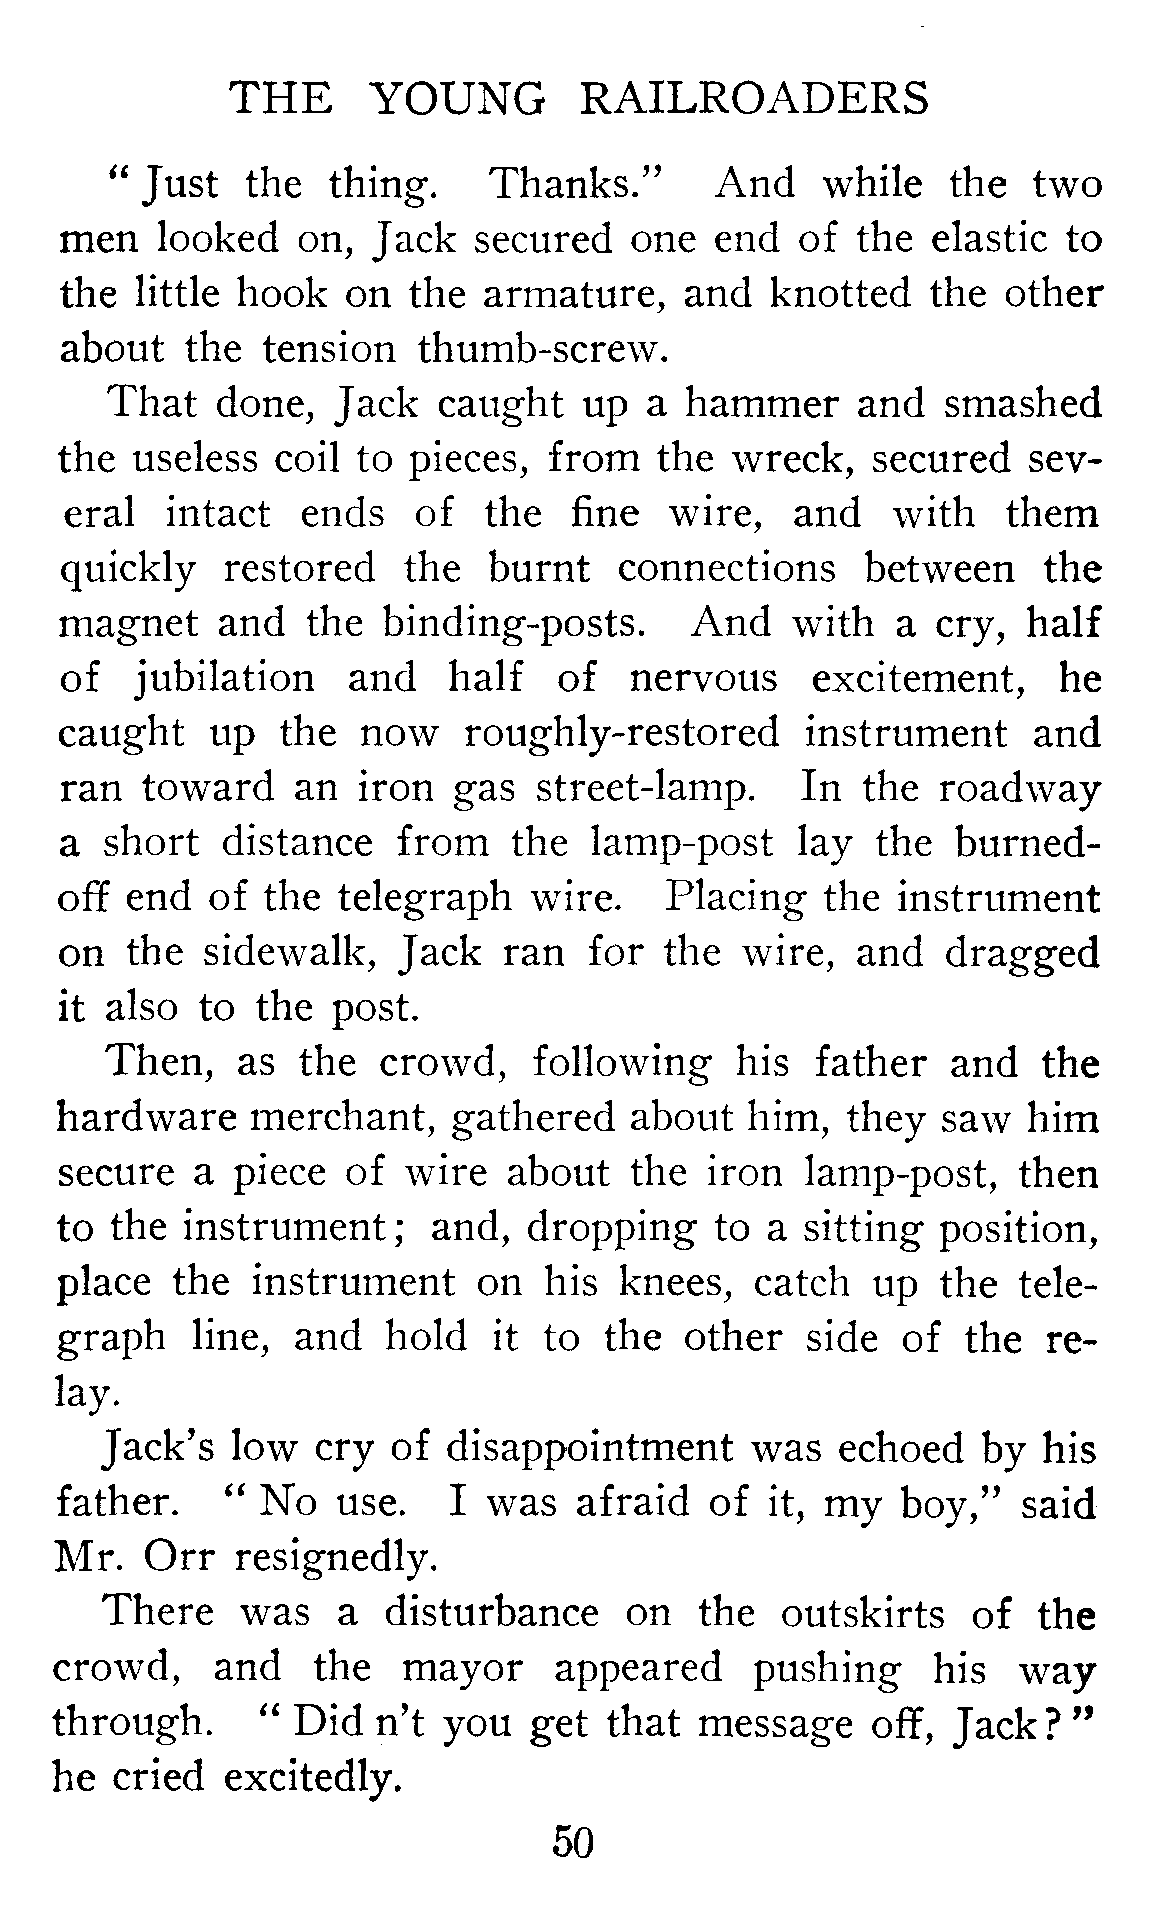 THE YOUNG RAILROADERS
“ Just the thing. Thanks.” And while the two
men looked on, Jack secured one end of the elastic to
the little hook on the armature, and knotted the other
about the tension thumb-screw.
That done, Jack caught up a hammer and smashed
the useless coil to pieces, from the wreck, secured sev-
eral intact ends of the fine wire, and with them
quickly restored the burnt connections between the
magnet and the binding-posts. And with a cry, half
of jubilation and half of nervous excitement, he
caught up the now roughly-restored instrument and
ran toward an iron gas street-lamp. In the roadway
a short distance from the lamp-post lay the burned-
off end of the telegraph wire. Placing the instrument
on the sidewalk, Jack ran for the wire, and dragged
it also to the post.
Then, as the crowd, following his father and the
hardware merchant, gathered about him, they saw him
secure a piece of wire about the iron lamp-post, then
to the instrument; and, dropping to a sitting position,
place the instrument on his knees, catch up the tele-
graph line, and hold it to the other side of the re-
lay.
Jack’s low cry of disappointment was echoed by his
father. “ No use. I was afraid of it, my boy,” said
Mr. Orr resignedly.
There was a disturbance on the outskirts of the
crowd, and the mayor appeared pushing his way
through. “ Did n’t you get that message off, Jack? ”
he cried excitedly.
50